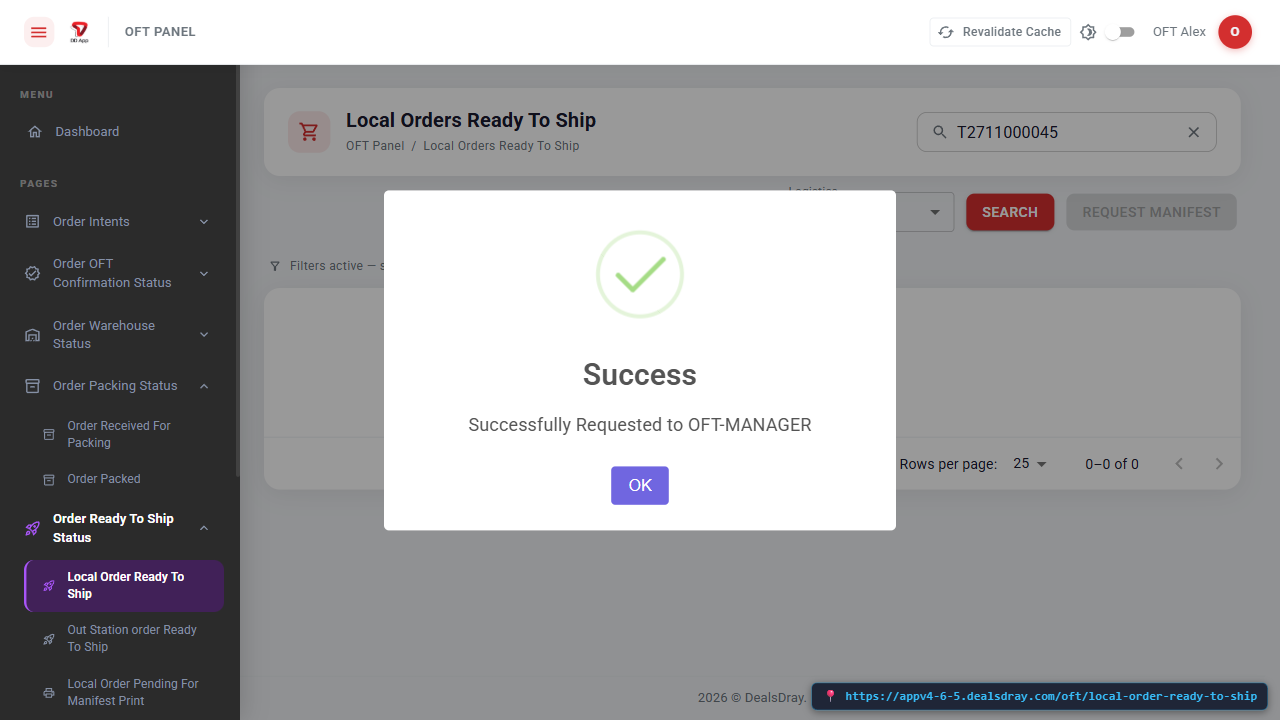 DD-App
OFT PANEL
Revalidate Cache
OFT Alex
O
MENU
Dashboard
PAGES
Order Intents
Order OFT
Confirmation Status
Order Warehouse
Status
Order Packing Status
Order Received For
Packing
Order Packed
Order Ready To Ship
Status
Local Order Ready To
Ship
Out Station order Ready
To Ship
Local Order Pending For
Manifest Print
Local Orders Ready To Ship
OFT Panel / Local Orders Ready To Ship
T2711000045
SEARCH
REQUEST MANIFEST
Filters active —
Success
Successfully Requested to OFT-MANAGER
OK
Rows per page: 25 0–0 of 0
2026 © DealsDray.
https://appv4-6-5.dealsdray.com/oft/local-order-ready-to-ship